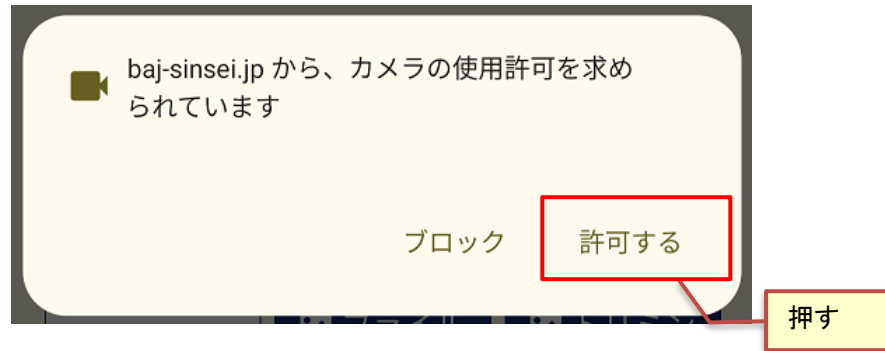 baj-sinsei.jp から、カメラの使用許可を求め
られています
ブロック
許可する
押す